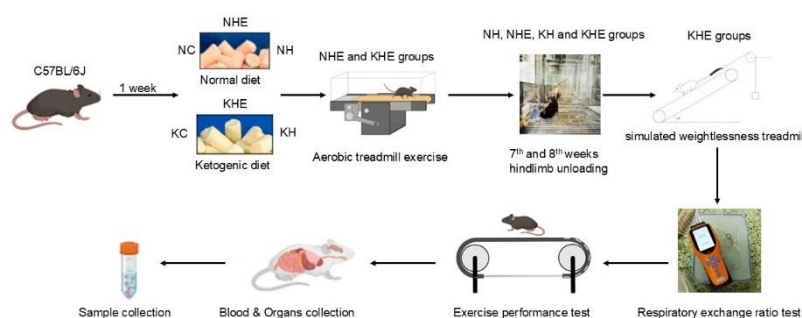 NHE
NC
NH
Normal diet
C57BL/6J
1 week
KHE
KC
KH
Ketogenic diet
NHE and KHE groups
Aerobic treadmill exercise
NH, NHE, KH and KHE groups
7th and 8th weeks
hindlimb unloading
KHE groups
simulated weightlessness treadmil
Respiratory exchange ratio test
Exercise performance test
Blood & Organs collection
Sample collection